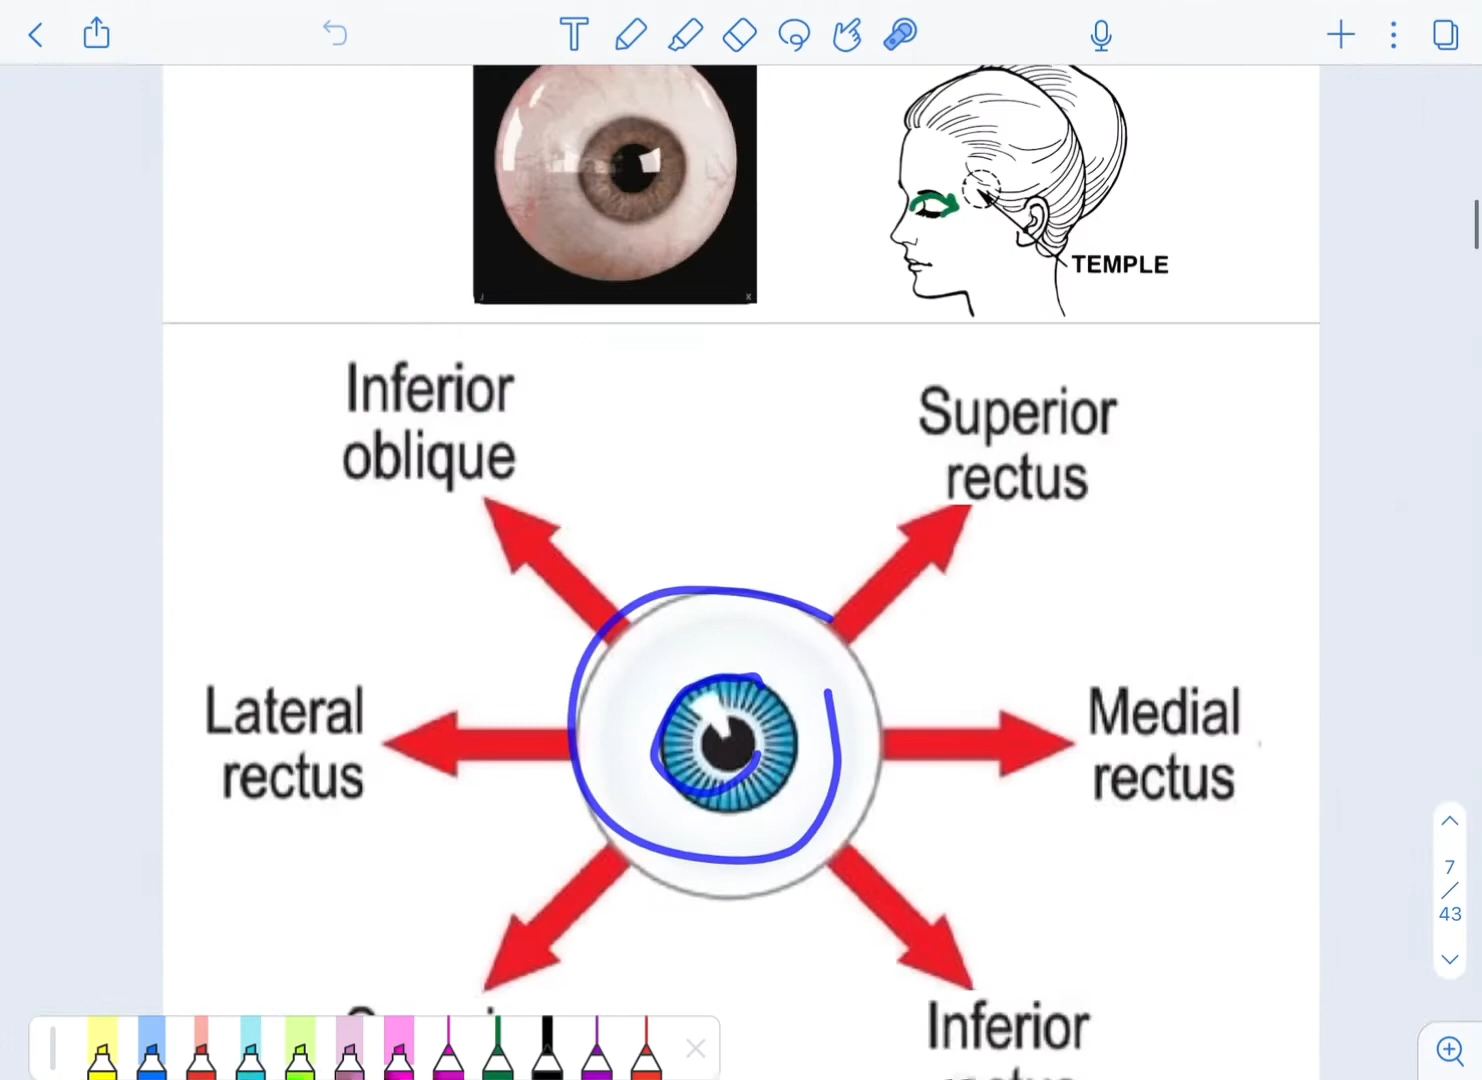 TEMPLE
Inferior
oblique
Superior
rectus
Lateral
rectus
Medial
rectus
Inferior
7
/
43